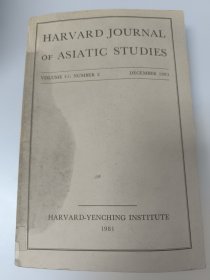 HARVARD JOURNAL
OF ASIATIC STUDIES
VOLUME 41: NUMBER 2
DECEMBER 1981
HARVARD-YENCHING INSTITUTE
1981